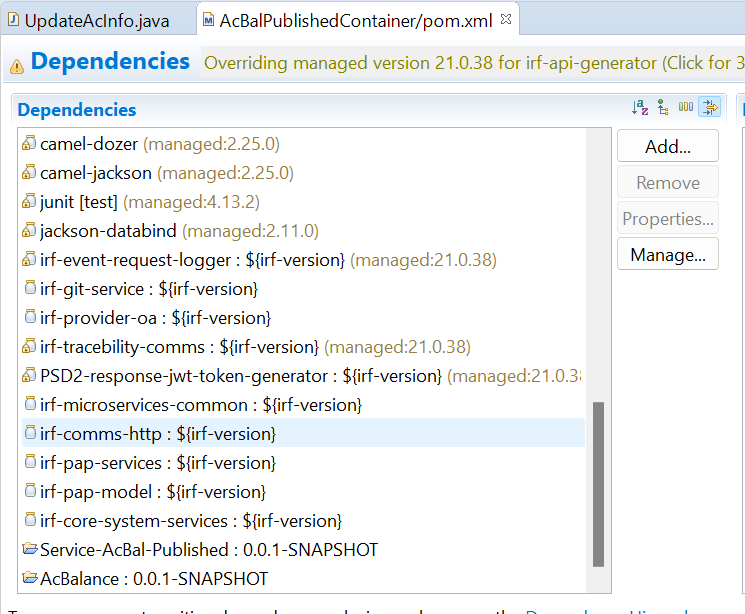 UpdateAcInfo.java
AcBalPublishedContainer/pom.xml
Dependencies
Overriding managed version 21.0.38 for irf-api-generator (Click for 3
Dependencies
camel-dozer (managed:2.25.0)
camel-jackson (managed:2.25.0)
junit [test] (managed:4.13.2)
jackson-databind (managed:2.11.0)
irf-event-request-logger : ${irf-version} (managed:21.0.38)
irf-git-service : ${irf-version}
irf-provider-oa : ${irf-version}
irf-tracebility-comms : ${irf-version} (managed:21.0.38)
PSD2-response-jwt-token-generator : ${irf-version} (managed:21.0.38
irf-microservices-common : ${irf-version}
irf-comms-http : ${irf-version}
irf-pap-services : ${irf-version}
irf-pap-model : ${irf-version}
irf-core-system-services : ${irf-version}
Service-AcBal-Published : 0.0.1-SNAPSHOT
AcBalance : 0.0.1-SNAPSHOT
Add...
Remove
Properties...
Manage...